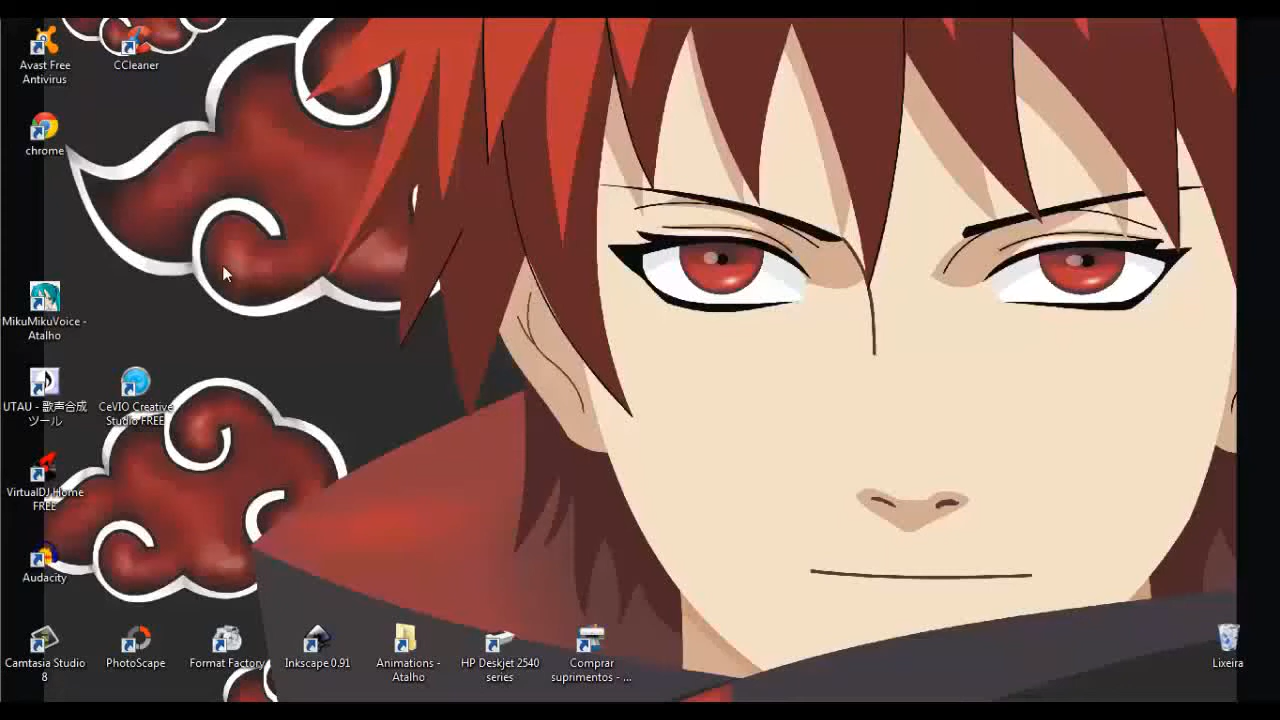 Avast Free
Antivirus
CCleaner
chrome
MikuMikuVoice -
Atalho
UTAU - 歌声合成
ツール
CeVIO Creative
Studio FREE
VirtualDJ Home
FREE
Audacity
Camtasia Studio
8
PhotoScape
Format Factory
Inkscape 0.91
Animations -
Atalho
HP Deskjet 2540
series
Comprar
suprimentos - ...
Lixeira